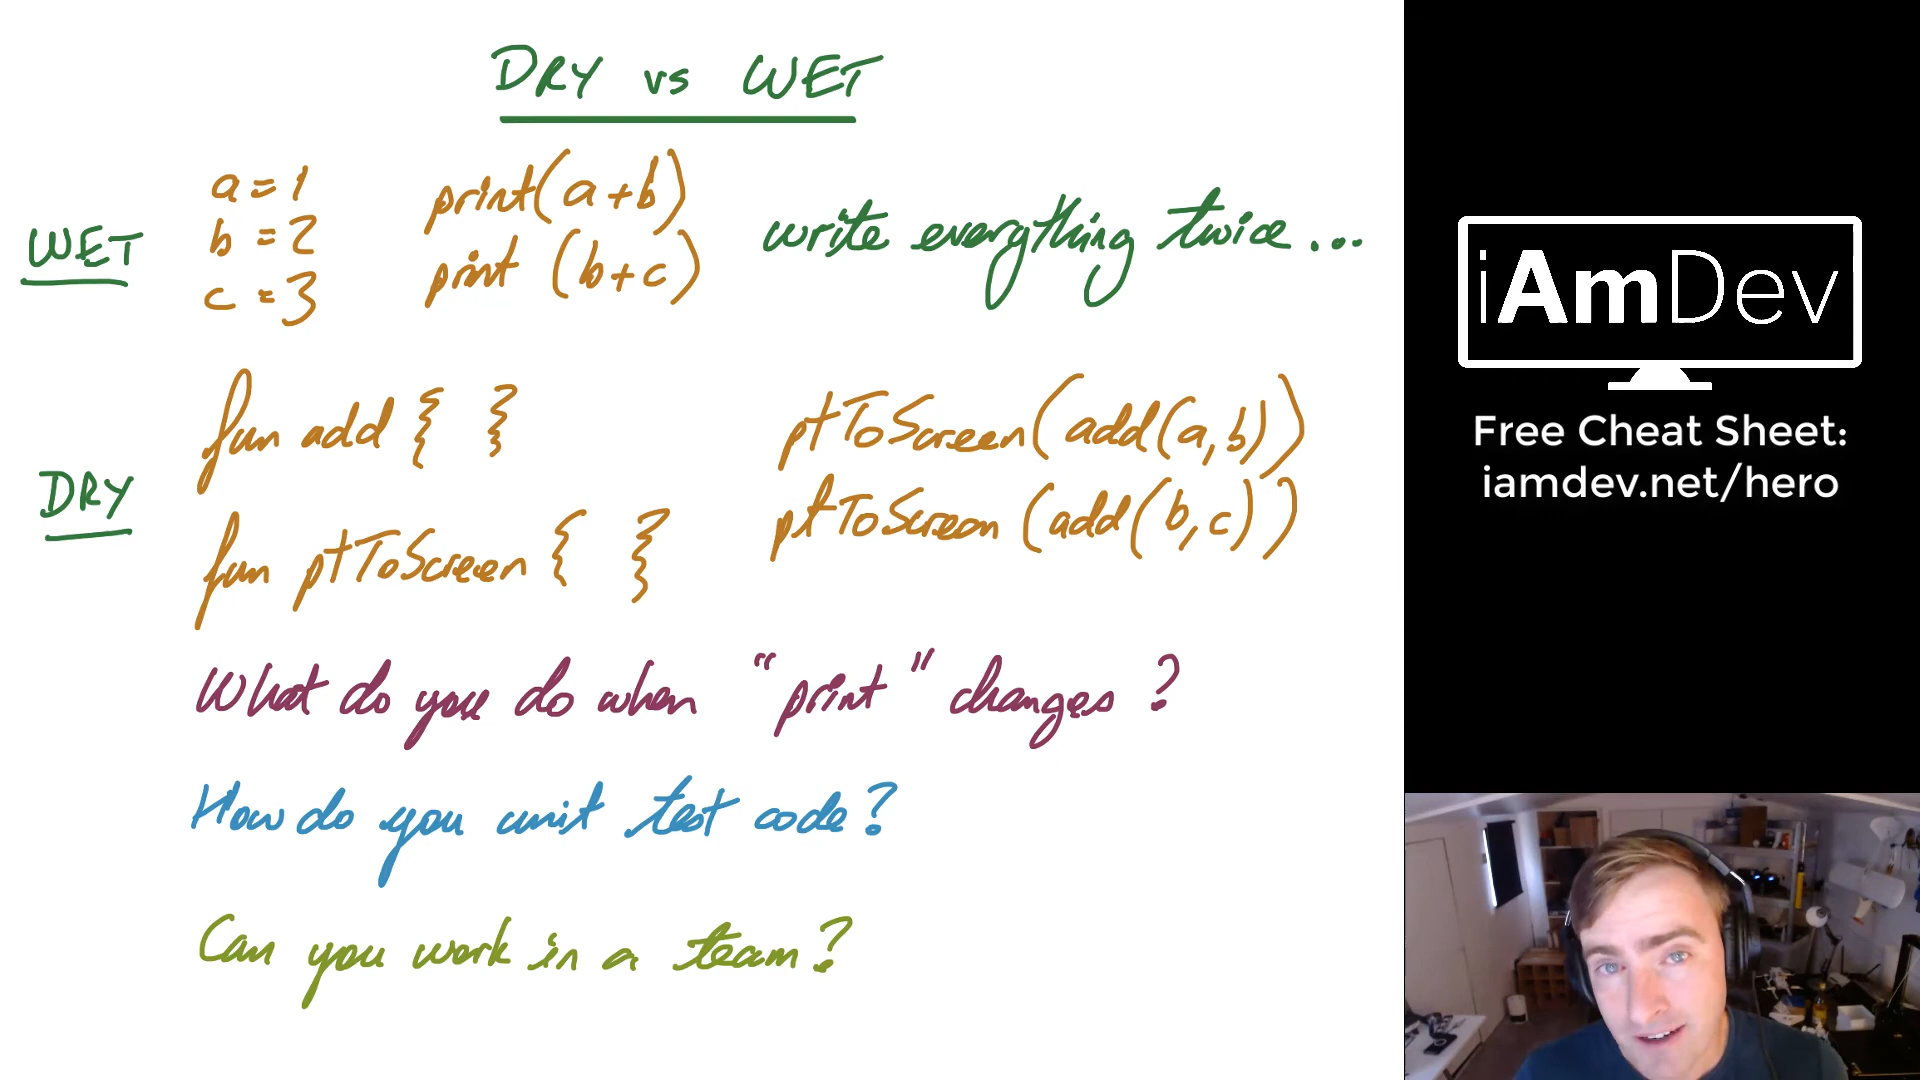 DRY vs WET
WET
a = 1
b = 2
c = 3
print(a+b)
print (b+c)
write everything twice...
DRY
fun add { }
fun ptToScreen { }
ptToScreen(add(a,b))
ptToScreen (add(b,c))
What do you do when "print" changes?
How do you unit test code?
Can you work in a team?
iAmDev
Free Cheat Sheet:
iamdev.net/hero